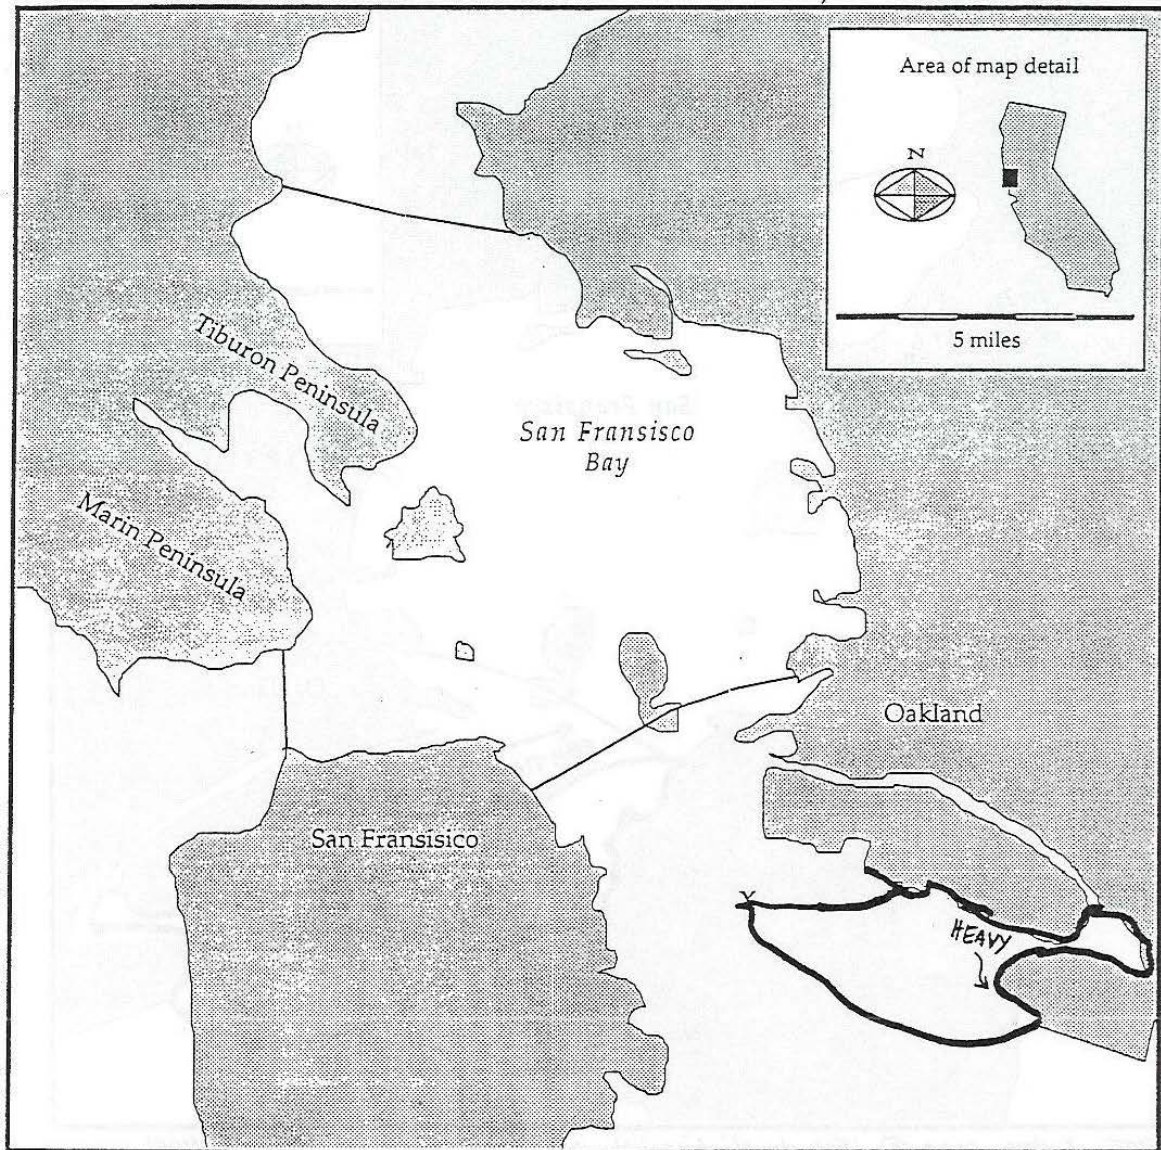 Area of map detail
N
5 miles
Tiburon Peninsula
San Fransisco
Bay
Marin Peninsula
Oakland
San Fransisico
HEAVY